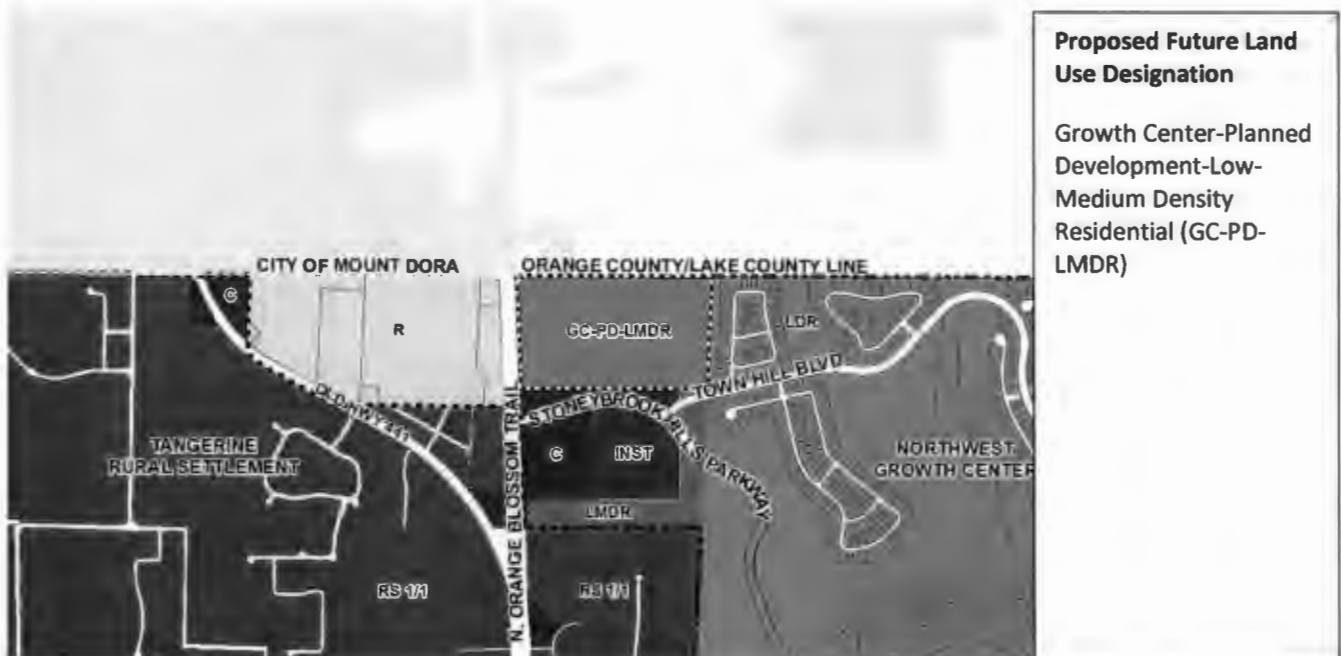 Proposed Future Land
Use Designation
Growth Center-Planned
Development-Low-
Medium Density
Residential (GC-PD-
LMDR)
CITY OF MOUNT DORA
ORANGE COUNTY/LAKE COUNTY LINE
C
R
GC-PD-LMDR
LDR
TOWN HILL BLVD
OLD HWY 441
STONEYBROOK HILLS PARKWAY
N. ORANGE BLOSSOM TRAIL
TANGERINE
RURAL SETTLEMENT
C
INST
NORTHWEST
GROWTH CENTER
LMDR
RS 1/1
RS 1/1